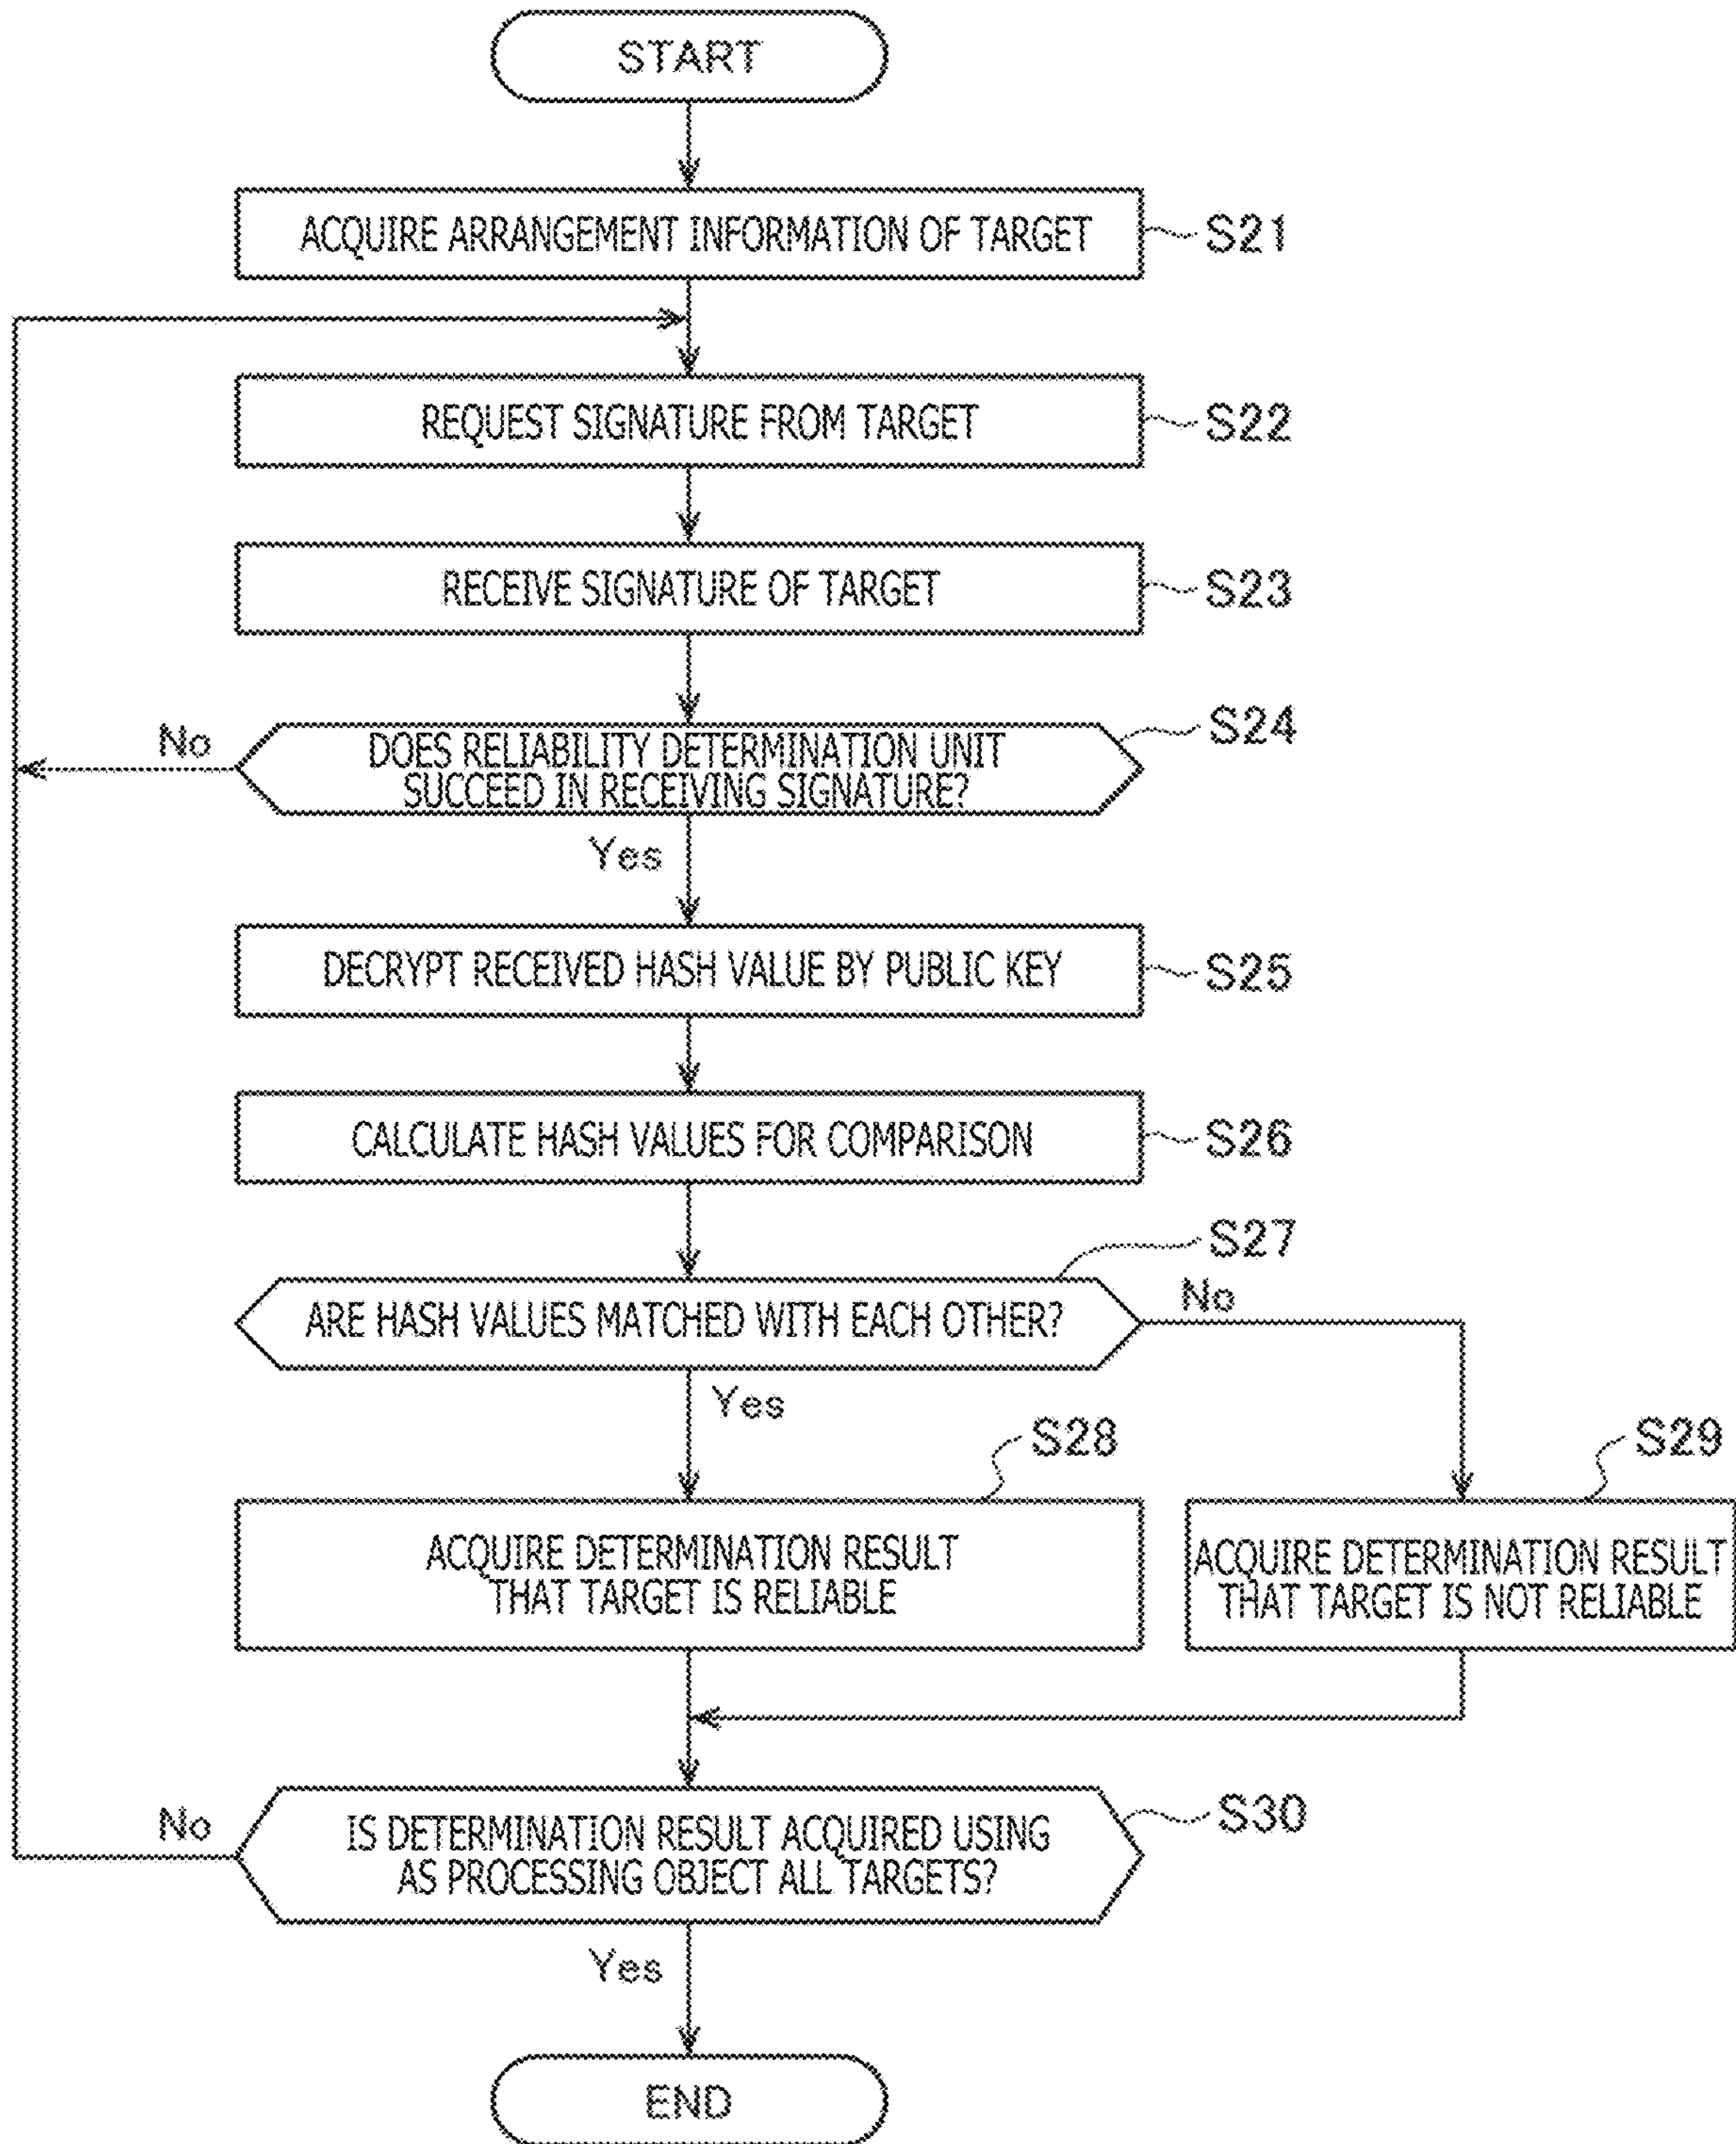 START
ACQUIRE ARRANGEMENT INFORMATION OF TARGET
S21
REQUEST SIGNATURE FROM TARGET
S22
RECEIVE SIGNATURE OF TARGET
S23
S24
No
DOES RELIABILITY DETERMINATION UNIT
SUCCEED IN RECEIVING SIGNATURE?
Yes
DECRYPT RECEIVED HASH VALUE BY PUBLIC KEY
S25
CALCULATE HASH VALUES FOR COMPARISON
S26
S27
ARE HASH VALUES MATCHED WITH EACH OTHER?
No
Yes
S28
S29
ACQUIRE DETERMINATION RESULT
THAT TARGET IS RELIABLE
ACQUIRE DETERMINATION RESULT
THAT TARGET IS NOT RELIABLE
S30
No
IS DETERMINATION RESULT ACQUIRED USING
AS PROCESSING OBJECT ALL TARGETS?
Yes
END